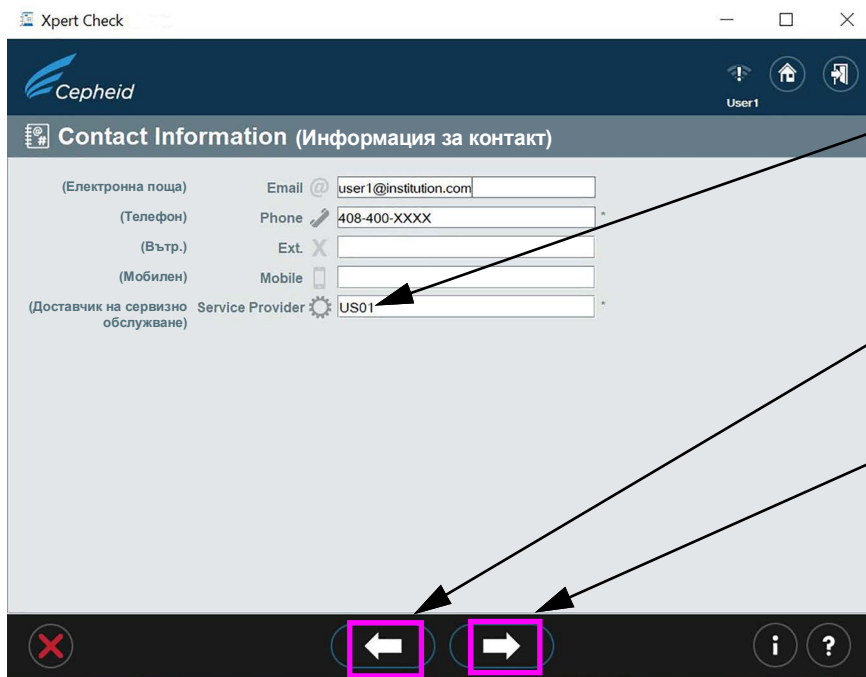 Xpert Check
Cepheid
User1
Contact Information (Информация за контакт)
(Електронна поща) Email @ user1@institution.com
(Телефон) Phone 408-400-XXXX *
(Вътр.) Ext. X
(Мобилен) Mobile
(Доставчик на сервизно обслужване) Service Provider US01 *
i ?